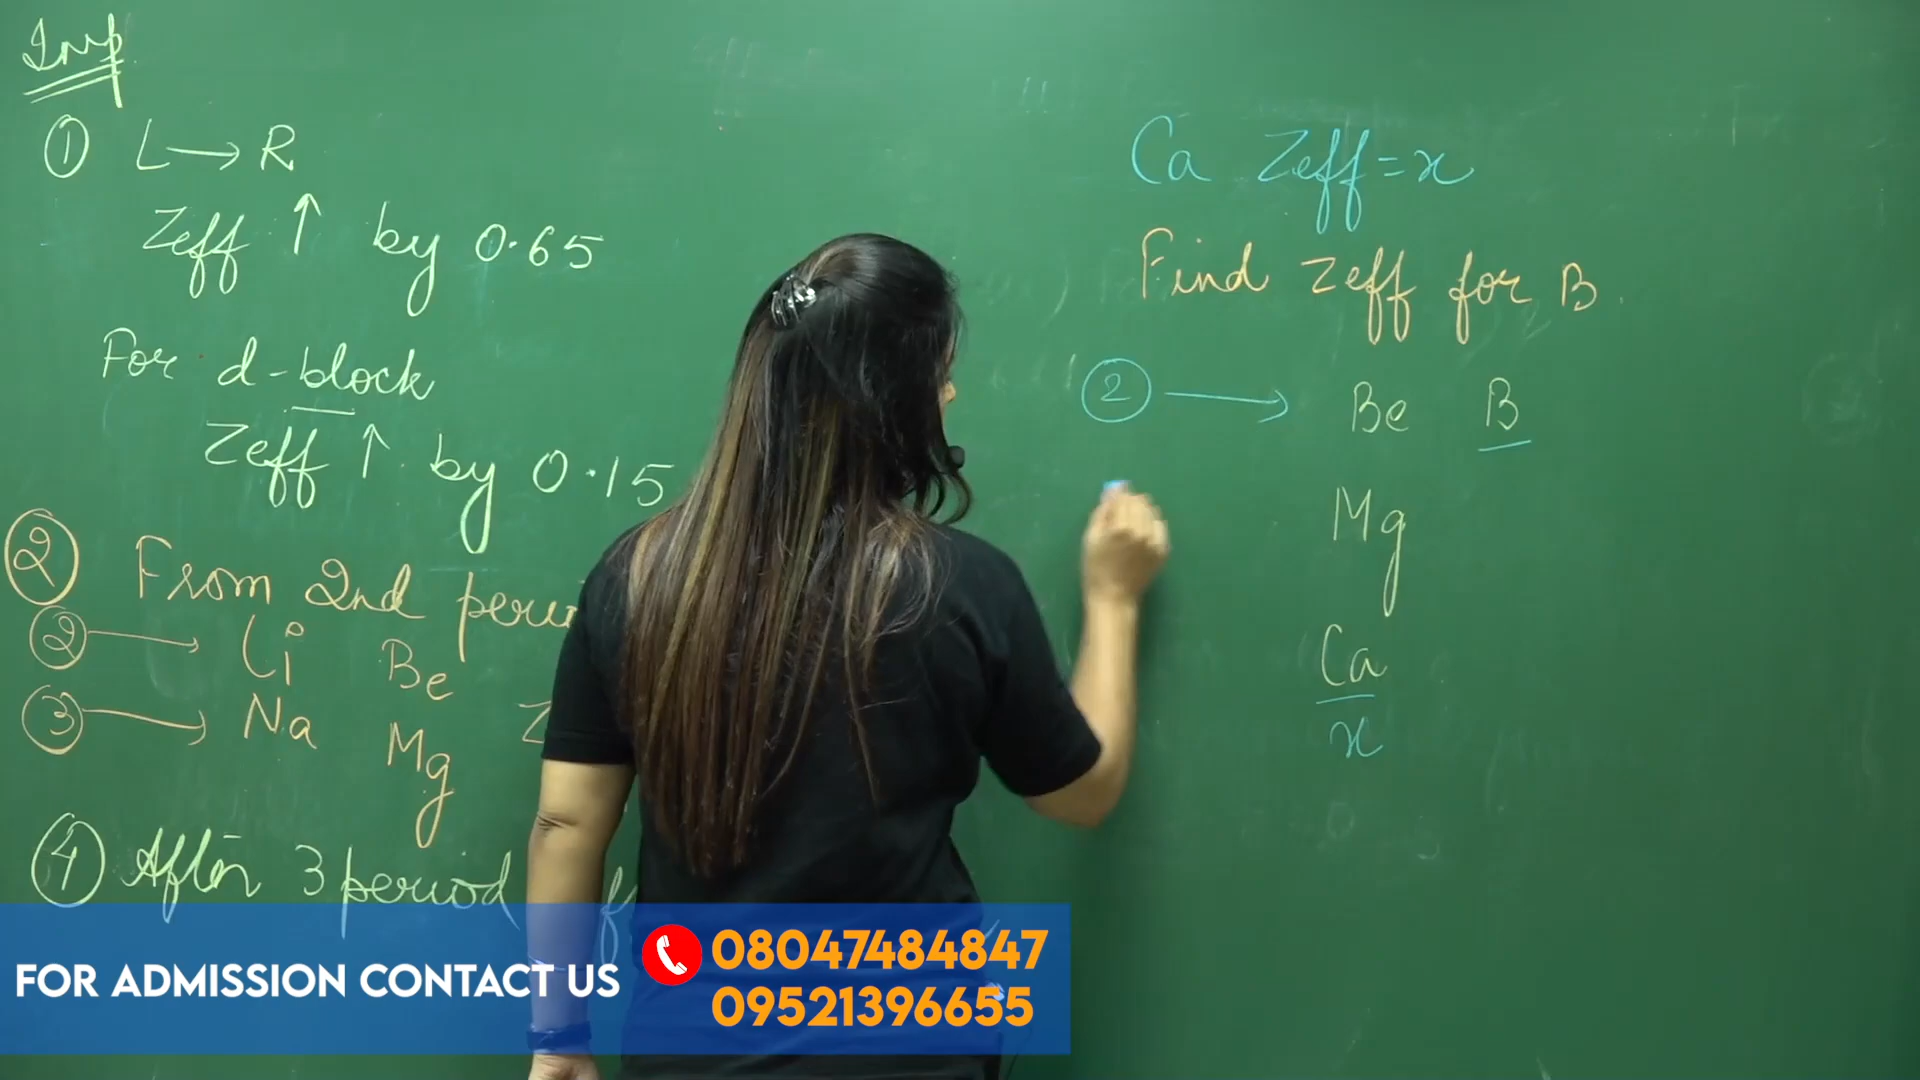 Imp
① L → R
Zeff ↑ by 0.65
For d-block
Zeff ↑ by 0.15
② From 2nd
② → Li Be
③ → Na Mg
④ After 3 period
Ca Zeff = x
Find Zeff for B.
② → Be B
Mg
Ca
x
FOR ADMISSION CONTACT US
08047484847
09521396655